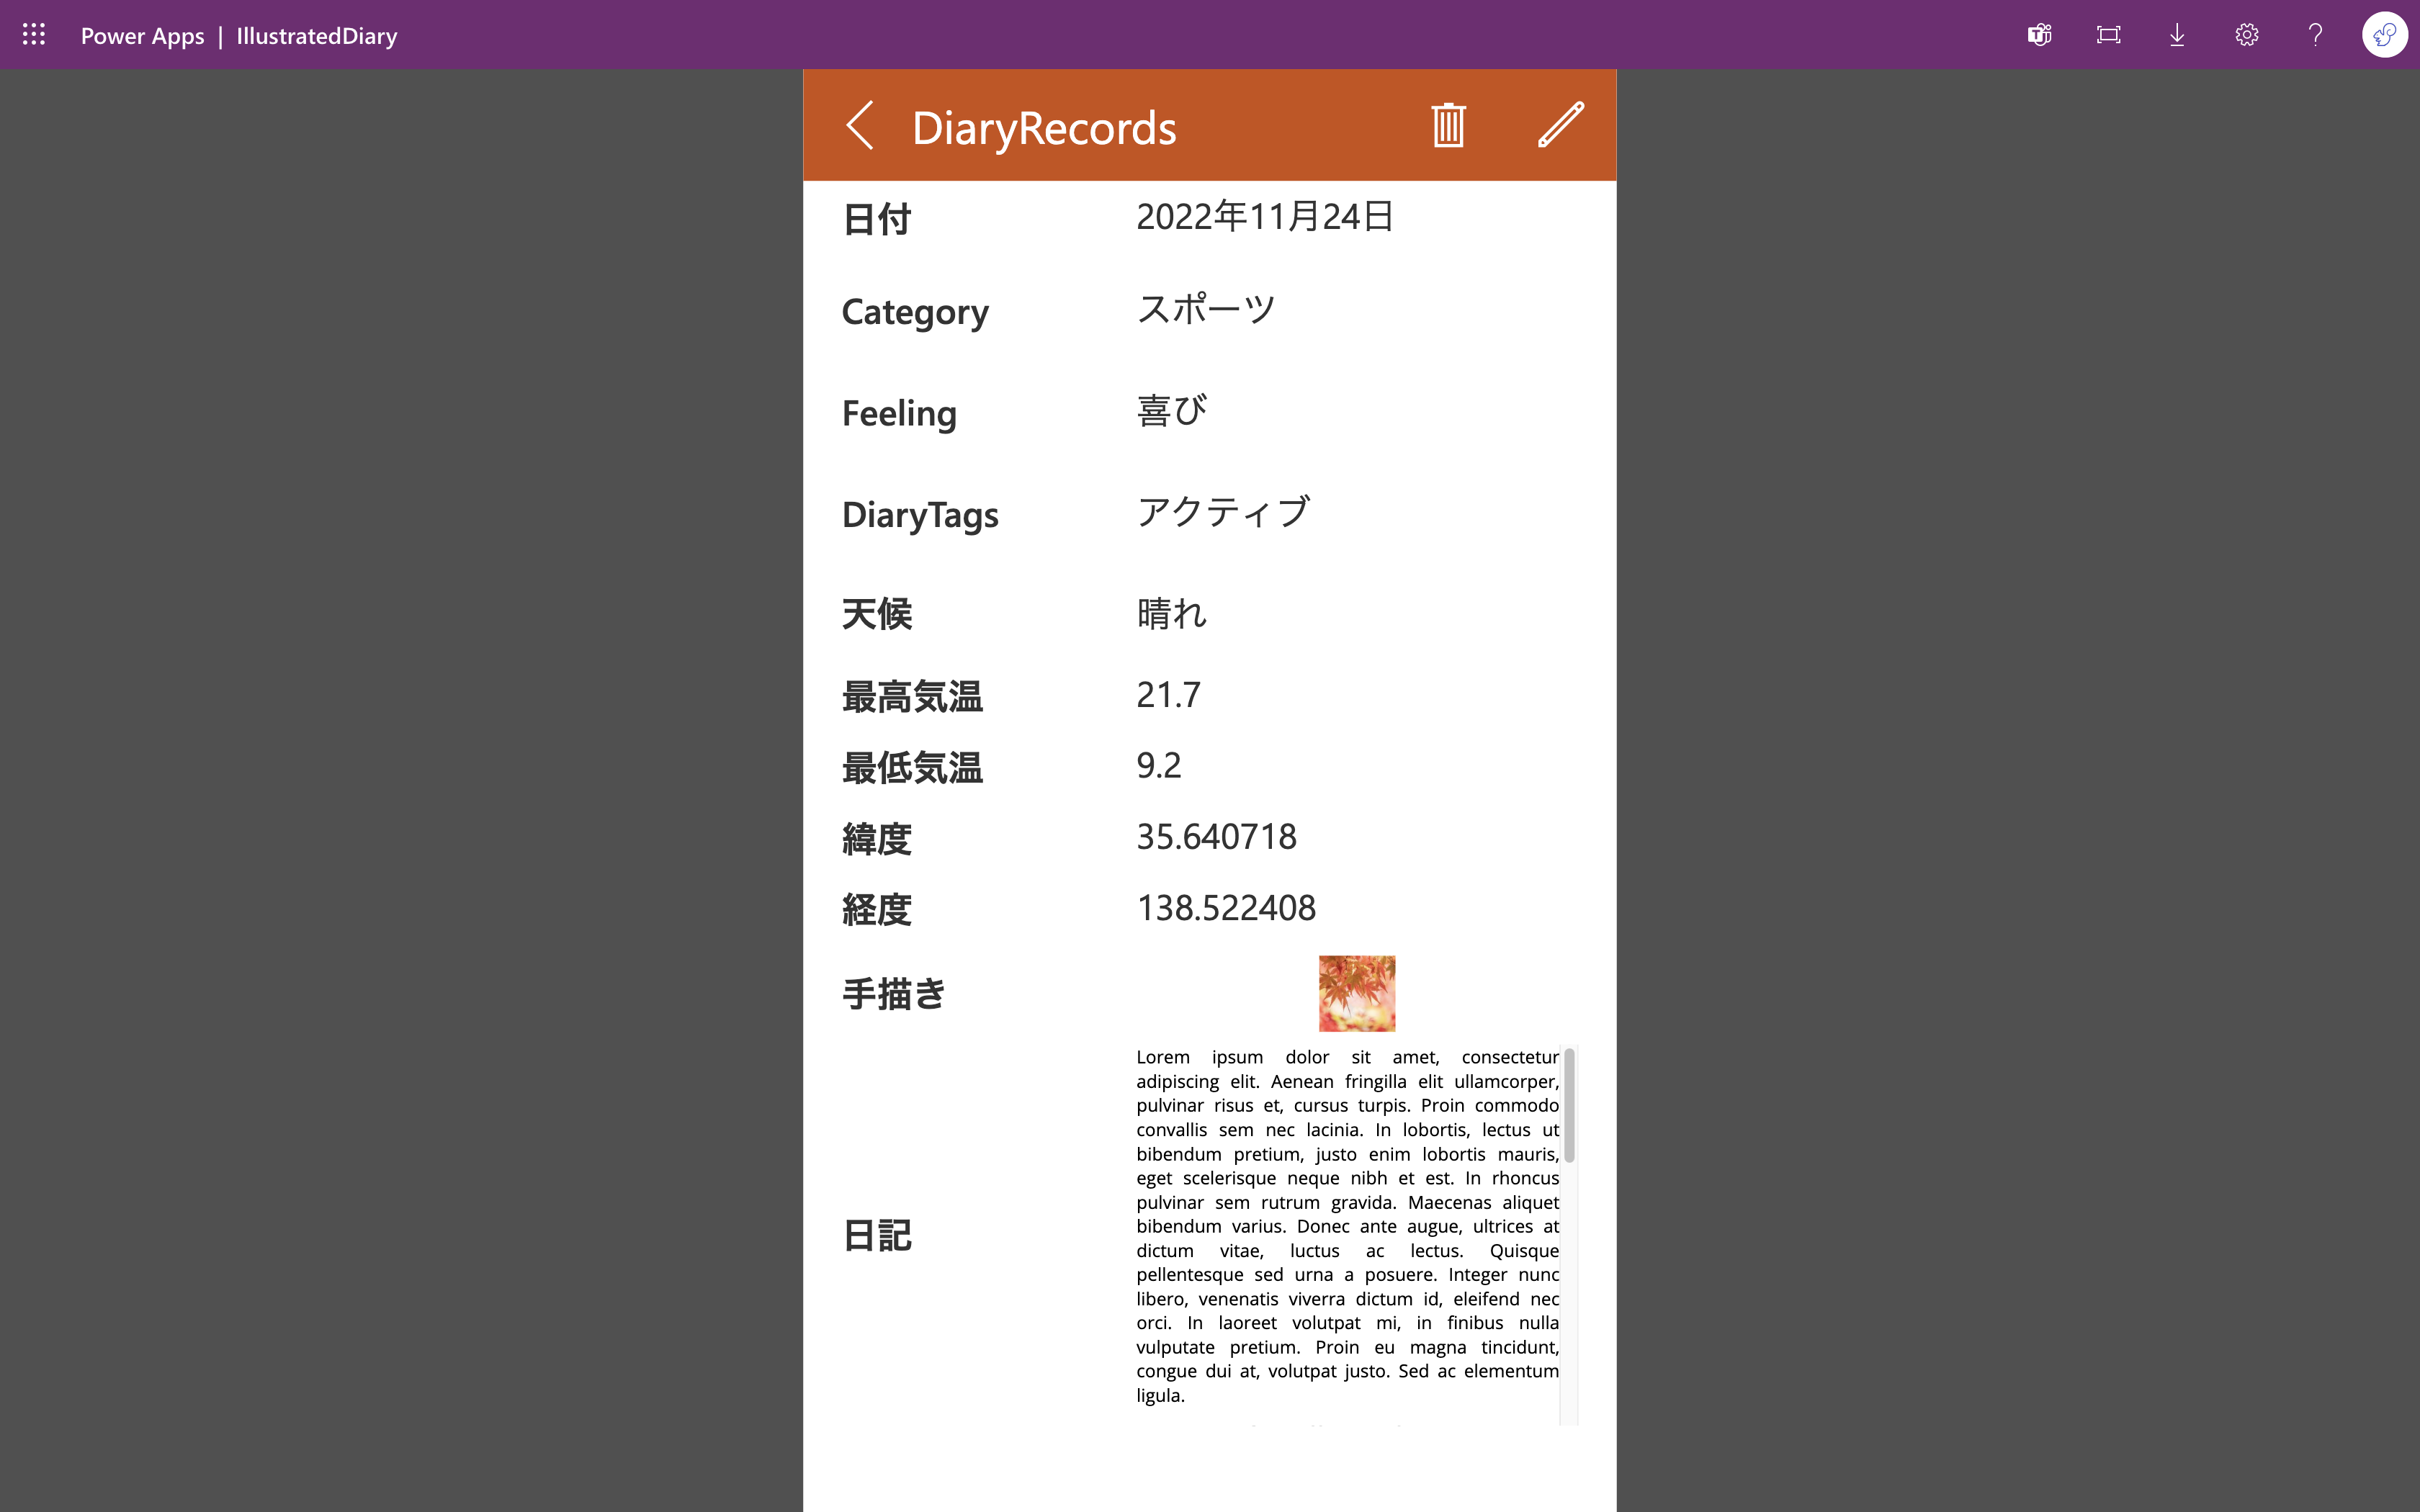 Power Apps | IllustratedDiary
DiaryRecords
日付 2022年11月24日
Category スポーツ
Feeling 喜び
DiaryTags アクティブ
天候 晴れ
最高気温 21.7
最低気温 9.2
緯度 35.640718
経度 138.522408
手描き
日記
Lorem ipsum dolor sit amet, consectetur
adipiscing elit. Aenean fringilla elit ullamcorper,
pulvinar risus et, cursus turpis. Proin commodo
convallis sem nec lacinia. In lobortis, lectus ut
bibendum pretium, justo enim lobortis mauris,
eget scelerisque neque nibh et est. In rhoncus
pulvinar sem rutrum gravida. Maecenas aliquet
bibendum varius. Donec ante augue, ultrices at
dictum vitae, luctus ac lectus. Quisque
pellentesque sed urna a posuere. Integer nunc
libero, venenatis viverra dictum id, eleifend nec
orci. In laoreet volutpat mi, in finibus nulla
vulputate pretium. Proin eu magna tincidunt,
congue dui at, volutpat justo. Sed ac elementum
ligula.